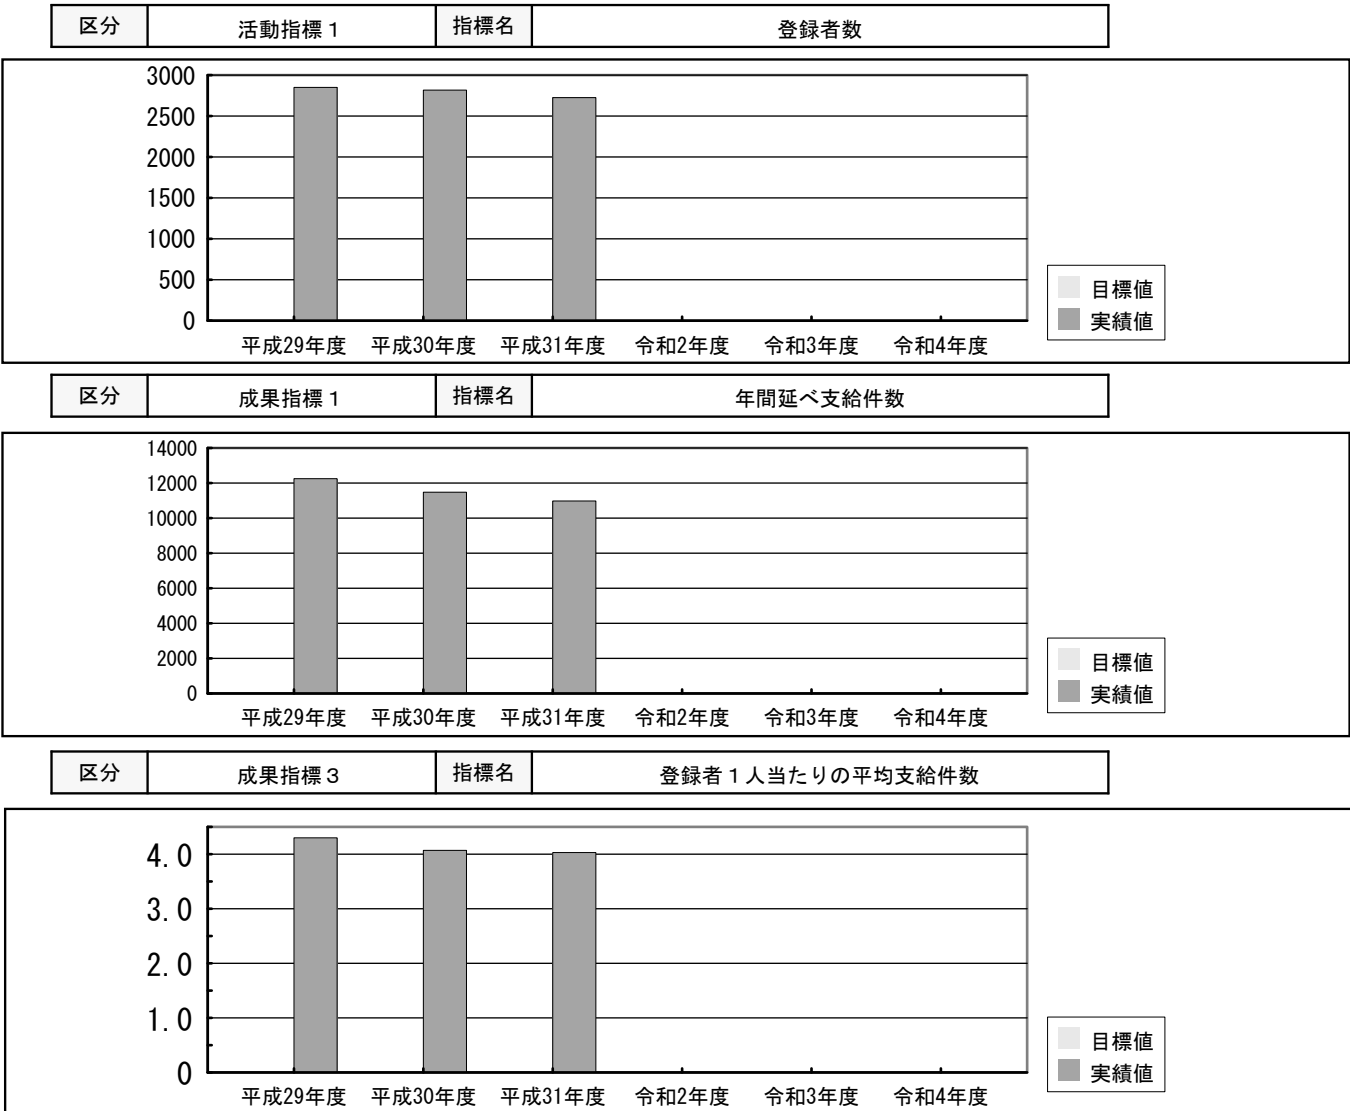 区分 活動指標１ 指標名 登録者数
3000
2500
2000
1500
1000
500
0
平成29年度 平成30年度 平成31年度 令和2年度 令和3年度 令和4年度
目標値
実績値
区分 成果指標１ 指標名 年間延べ支給件数
14000
12000
10000
8000
6000
4000
2000
0
平成29年度 平成30年度 平成31年度 令和2年度 令和3年度 令和4年度
目標値
実績値
区分 成果指標３ 指標名 登録者１人当たりの平均支給件数
4.0
3.0
2.0
1.0
0
平成29年度 平成30年度 平成31年度 令和2年度 令和3年度 令和4年度
目標値
実績値